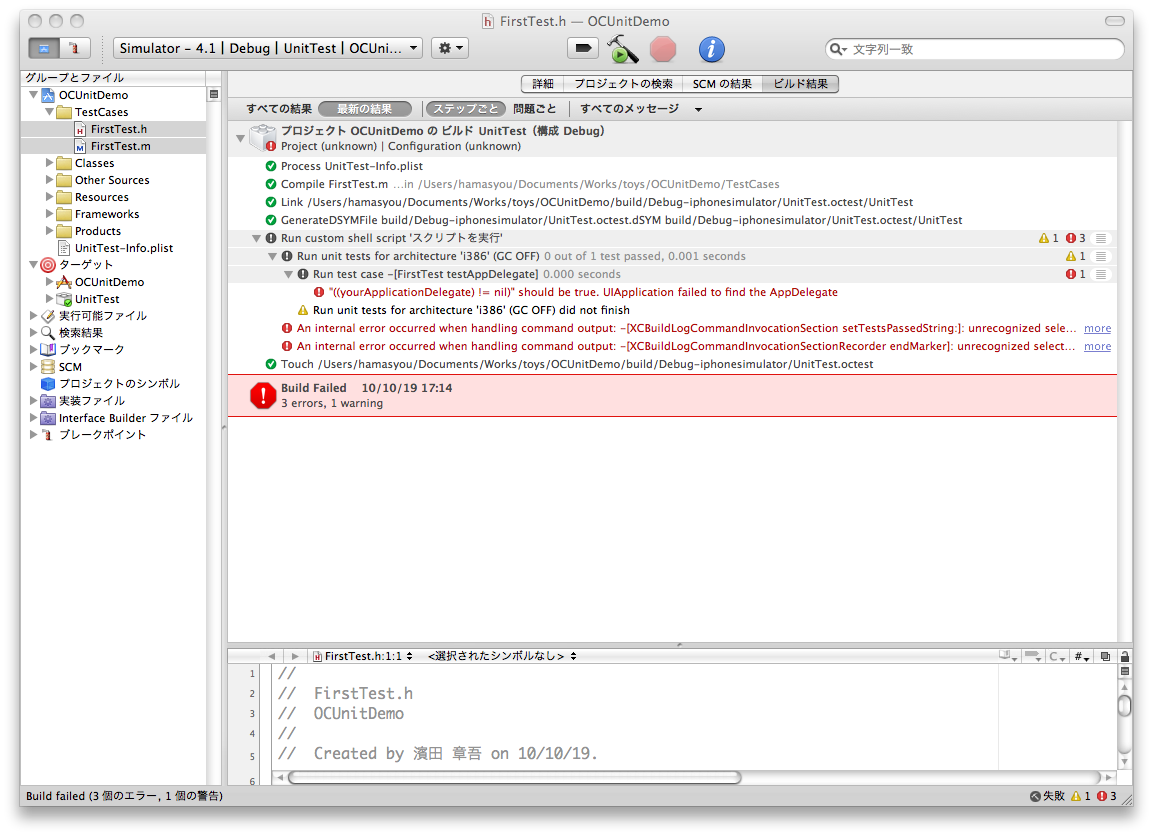 FirstTest.h — OCUnitDemo
Simulator - 4.1 | Debug | UnitTest | OCUni...
文字列一致
グループとファイル
OCUnitDemo
TestCases
FirstTest.h
FirstTest.m
Classes
Other Sources
Resources
Frameworks
Products
UnitTest-Info.plist
ターゲット
OCUnitDemo
UnitTest
実行可能ファイル
検索結果
ブックマーク
SCM
プロジェクトのシンボル
実装ファイル
Interface Builder ファイル
ブレークポイント
詳細 プロジェクトの検索 SCM の結果 ビルド結果
すべての結果 最新の結果 ステップごと 問題ごと すべてのメッセージ
プロジェクト OCUnitDemo の ビルド UnitTest（構成 Debug）
Project (unknown) | Configuration (unknown)
Process UnitTest-Info.plist
Compile FirstTest.m ...in /Users/hamasyou/Documents/Works/toys/OCUnitDemo/TestCases
Link /Users/hamasyou/Documents/Works/toys/OCUnitDemo/build/Debug-iphonesimulator/UnitTest.octest/UnitTest
GenerateDSYMFile build/Debug-iphonesimulator/UnitTest.octest.dSYM build/Debug-iphonesimulator/UnitTest.octest/UnitTest
Run custom shell script 'スクリプトを実行' 1 3
Run unit tests for architecture 'i386' (GC OFF) 0 out of 1 test passed, 0.001 seconds 1
Run test case -[FirstTest testAppDelegate] 0.000 seconds 1
"((yourApplicationDelegate) != nil)" should be true. UIApplication failed to find the AppDelegate
Run unit tests for architecture 'i386' (GC OFF) did not finish
An internal error occurred when handling command output: -[XCBuildLogCommandInvocationSection setTestsPassedString:]: unrecognized sele... more
An internal error occurred when handling command output: -[XCBuildLogCommandInvocationSectionRecorder endMarker]: unrecognized select... more
Touch /Users/hamasyou/Documents/Works/toys/OCUnitDemo/build/Debug-iphonesimulator/UnitTest.octest
Build Failed 10/10/19 17:14
3 errors, 1 warning
FirstTest.h:1:1 <選択されたシンボルなし> C #
1 //
2 // FirstTest.h
3 // OCUnitDemo
4 //
5 // Created by 濱田 章吾 on 10/10/19.
6
Build failed (3 個のエラー, 1 個の警告) 失敗 1 3